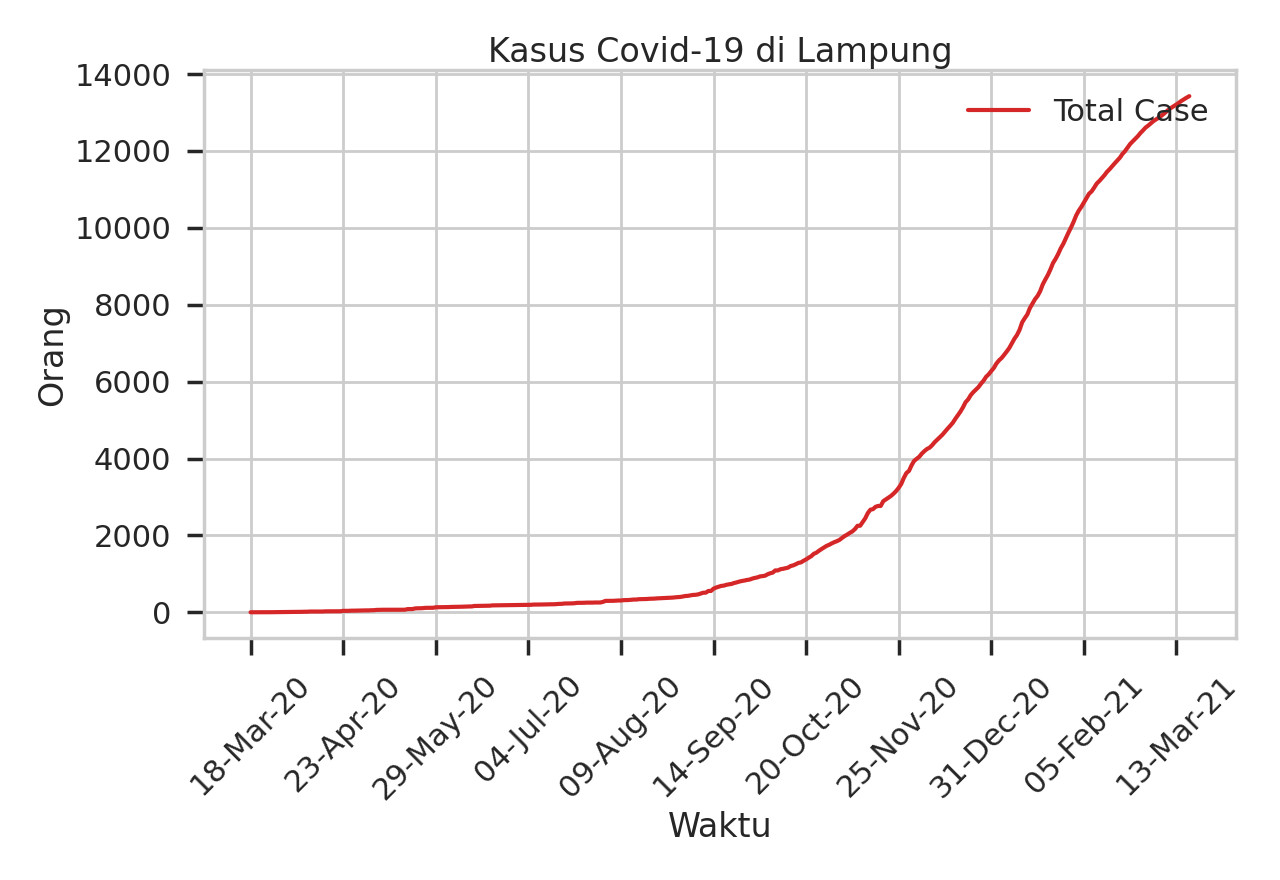 Kasus Covid-19 di Lampung
Total Case
14000
12000
10000
8000
6000
4000
2000
0
Orang
18-Mar-20
23-Apr-20
29-May-20
04-Jul-20
09-Aug-20
14-Sep-20
20-Oct-20
25-Nov-20
31-Dec-20
05-Feb-21
13-Mar-21
Waktu